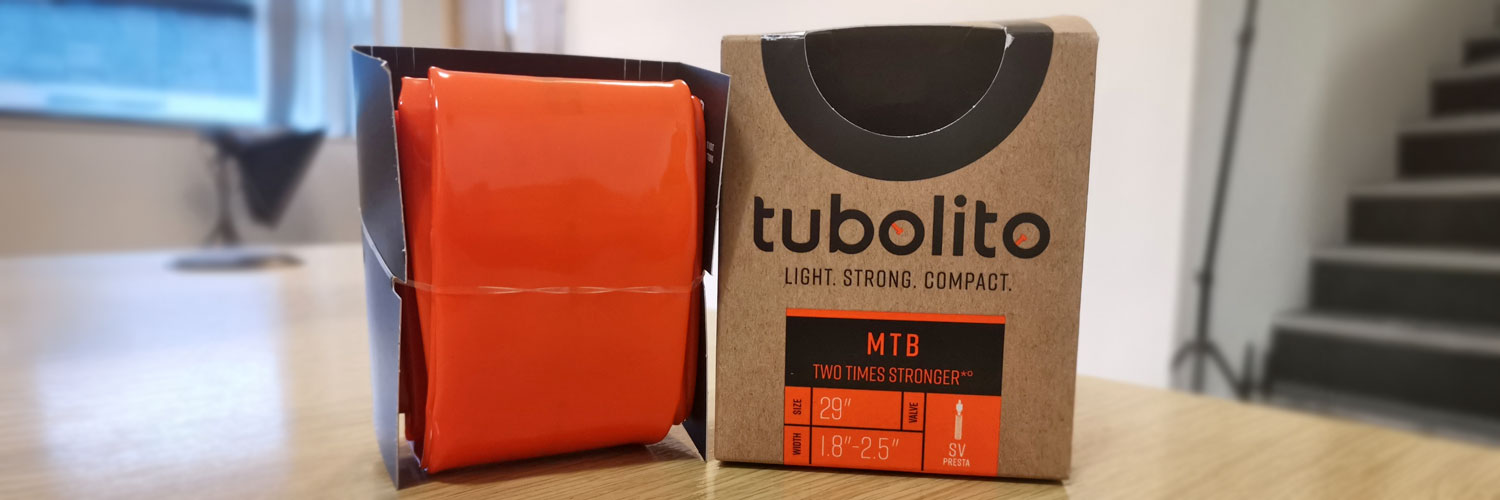 tubolito
LIGHT. STRONG. COMPACT.
MTB
TWO TIMES STRONGER*°
SIZE 29" VALVE
WIDTH 1.8"-2.5"
SV
PRESTA